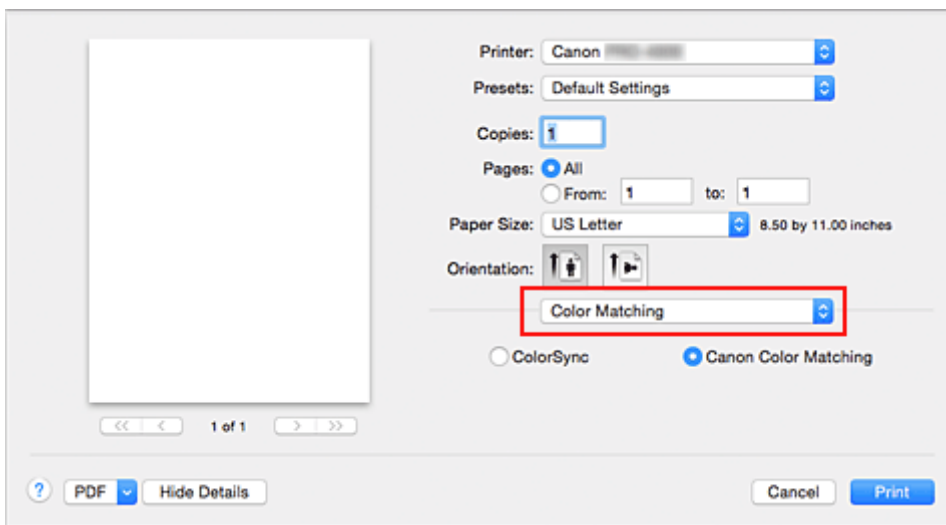 Printer: Canon
Presets: Default Settings
Copies: 1
Pages: All
From: 1 to: 1
Paper Size: US Letter 8.50 by 11.00 inches
Orientation:
Color Matching
ColorSync Canon Color Matching
<< < 1 of 1 > >>
? PDF Hide Details Cancel Print